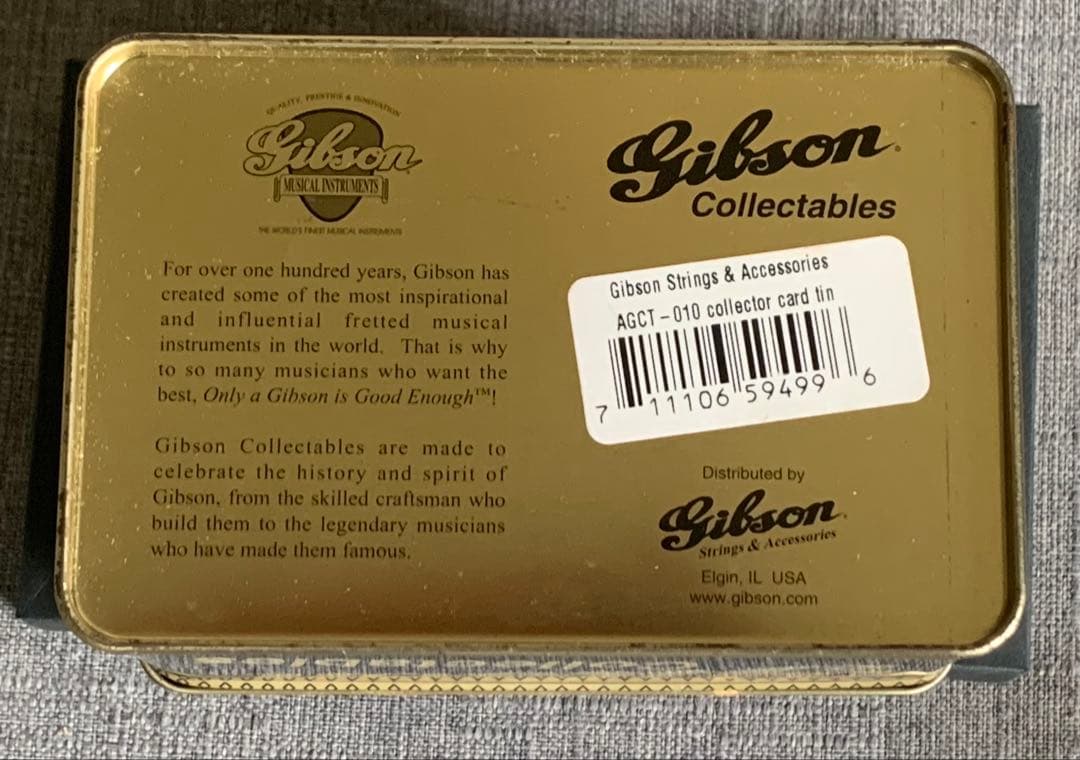 QUALITY, PRESTIGE & INNOVATION
Gibson
MUSICAL INSTRUMENTS
THE WORLD'S FINEST MUSICAL INSTRUMENTS
For over one hundred years, Gibson has
created some of the most inspirational
and influential fretted musical
instruments in the world. That is why
to so many musicians who want the
best, Only a Gibson is Good Enough™!
Gibson Collectables are made to
celebrate the history and spirit of
Gibson, from the skilled craftsman who
build them to the legendary musicians
who have made them famous.
Gibson
Collectables
Gibson Strings & Accessories
AGCT-010 collector card tin
7 11106 59499 6
Distributed by
Gibson
Strings & Accessories
Elgin, IL USA
www.gibson.com